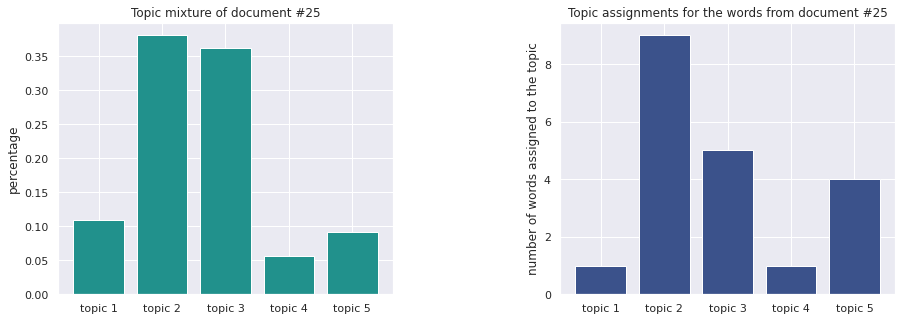 Topic mixture of document #25
percentage
0.35
0.30
0.25
0.20
0.15
0.10
0.05
0.00
topic 1 topic 2 topic 3 topic 4 topic 5
Topic assignments for the words from document #25
number of words assigned to the topic
8
6
4
2
0
topic 1 topic 2 topic 3 topic 4 topic 5